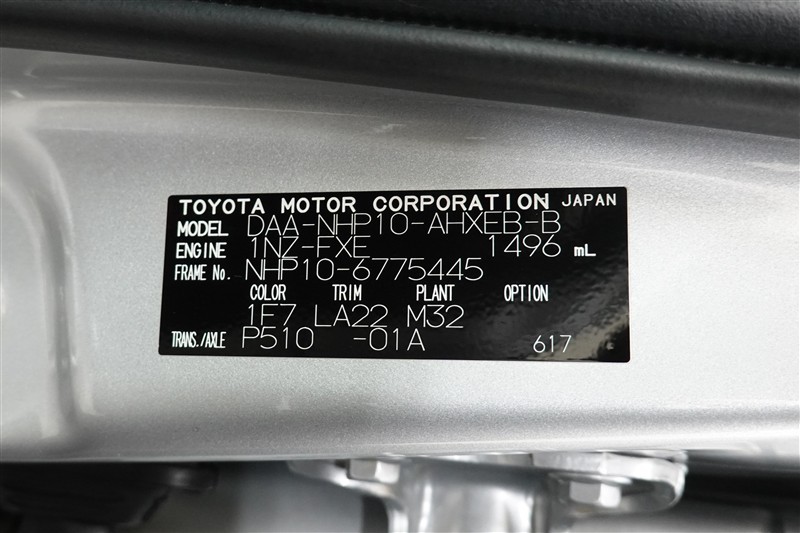 TOYOTA MOTOR CORPORATION JAPAN
MODEL DAA-NHP10-AHXEB-B
ENGINE 1NZ-FXE 1496 mL
FRAME No. NHP10-6775445
COLOR TRIM PLANT OPTION
1F7 LA22 M32
TRANS./AXLE P510 -01A 617